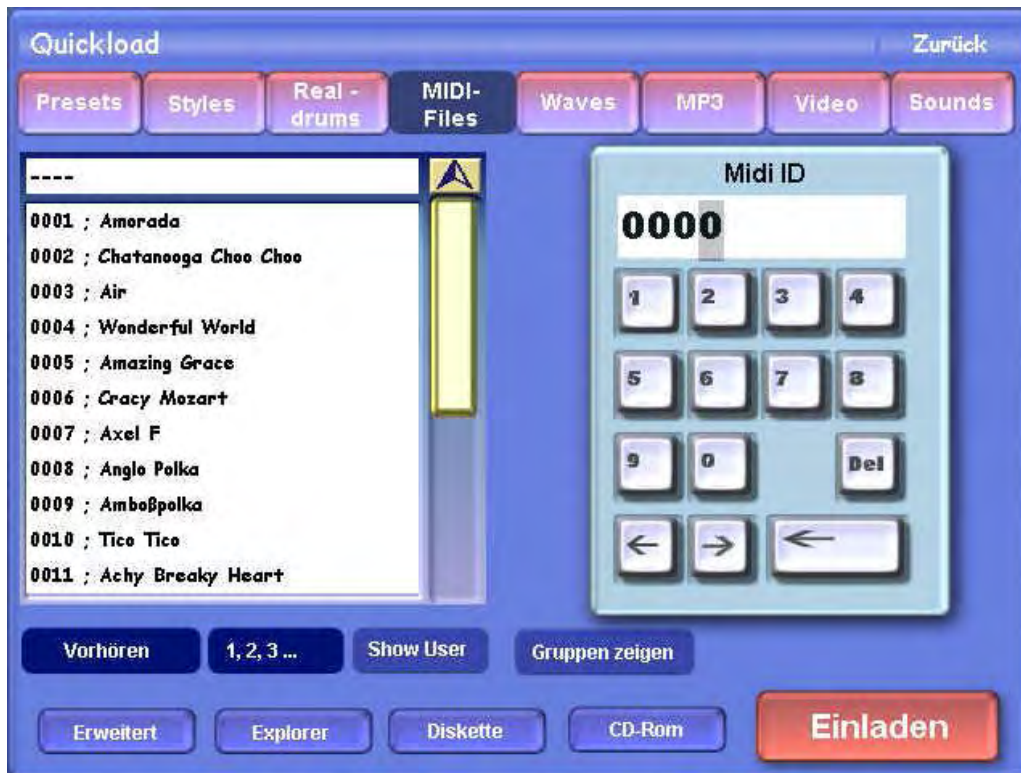 Quickload
Zurück
Presets
Styles
Real -
drums
MIDI-
Files
Waves
MP3
Video
Sounds
----
0001 ; Amorada
0002 ; Chatanooga Choo Choo
0003 ; Air
0004 ; Wonderful World
0005 ; Amazing Grace
0006 ; Cracy Mozart
0007 ; Axel F
0008 ; Anglo Polka
0009 ; Amboßpolka
0010 ; Tico Tico
0011 ; Achy Breaky Heart
Midi ID
0000
1 2 3 4
5 6 7 8
9 0 Del
Vorhören
1, 2, 3 ...
Show User
Gruppen zeigen
Erweitert
Explorer
Diskette
CD-Rom
Einladen